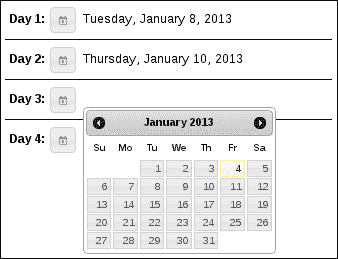 Day 1: Tuesday, January 8, 2013
Day 2: Thursday, January 10, 2013
Day 3:
Day 4:
January 2013
Su Mo Tu We Th Fr Sa
1 2 3 4 5
6 7 8 9 10 11 12
13 14 15 16 17 18 19
20 21 22 23 24 25 26
27 28 29 30 31